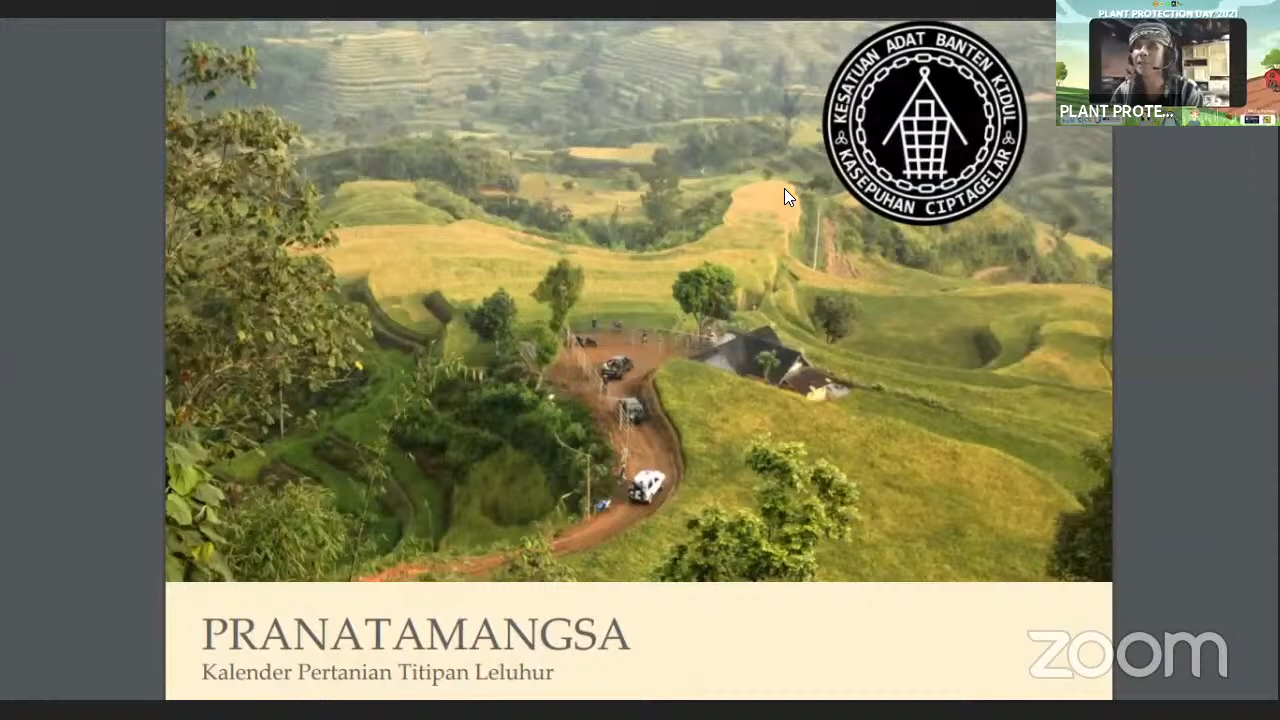 PLANT PROTECTION DAY 2021
PLANT PROTE...
KESATUAN ADAT BANTEN KIDUL
KASEPUHAN CIPTAGELAR
PRANATAMANGSA
Kalender Pertanian Titipan Leluhur
zoom